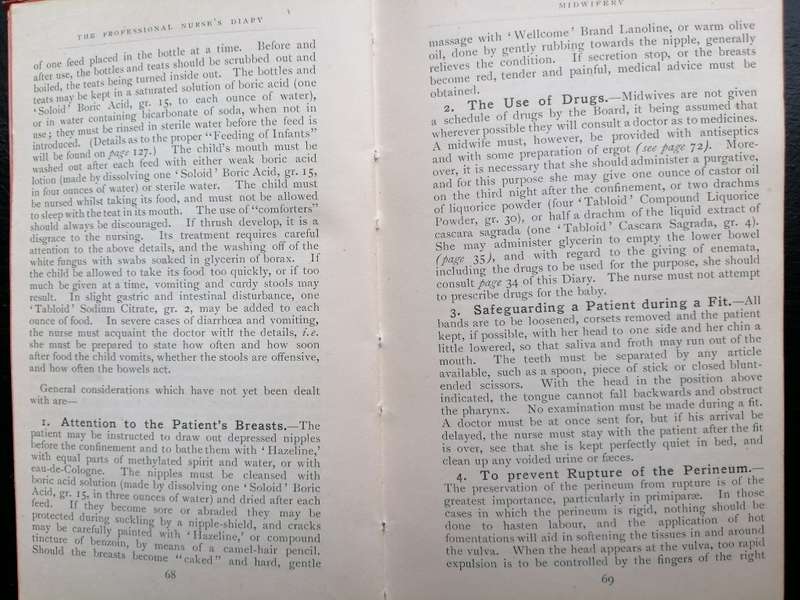 THE PROFESSIONAL NURSE'S DIARY
of one feed placed in the bottle at a time. Before and
after use, the bottles and teats should be scrubbed out and
boiled, the teats being turned inside out. The bottles and
teats may be kept in a saturated solution of boric acid (one
'Soloid' Boric Acid, gr. 15, to each ounce of water),
or in water containing bicarbonate of soda, when not in
use; they must be rinsed in sterile water before the feed is
introduced. (Details as to the proper "Feeding of Infants"
will be found on page 127.) The child's mouth must be
washed out after each feed with either weak boric acid
lotion (made by dissolving one 'Soloid' Boric Acid, gr. 15,
in four ounces of water) or sterile water. The child must
be nursed whilst taking its food, and must not be allowed
to sleep with the teat in its mouth. The use of "comforters"
should always be discouraged. If thrush develop, it is a
disgrace to the nursing. Its treatment requires careful
attention to the above details, and the washing off of the
white fungus with swabs soaked in glycerin of borax. If
the child be allowed to take its food too quickly, or if too
much be given at a time, vomiting and curdy stools may
result. In slight gastric and intestinal disturbance, one
'Tabloid' Sodium Citrate, gr. 2, may be added to each
ounce of food. In severe cases of diarrhœa and vomiting,
the nurse must acquaint the doctor with the details, i.e.
she must be prepared to state how often and how soon
after food the child vomits, whether the stools are offensive,
and how often the bowels act.
General considerations which have not yet been dealt
with are—
1. Attention to the Patient's Breasts.—The
patient may be instructed to draw out depressed nipples
before the confinement and to bathe them with 'Hazeline,'
with equal parts of methylated spirit and water, or with
eau-de-Cologne. The nipples must be cleansed with
boric acid solution (made by dissolving one 'Soloid' Boric
Acid, gr. 15, in three ounces of water) and dried after each
feed. If they become sore or abraded they may be
protected during suckling by a nipple-shield, and cracks
may be carefully painted with 'Hazeline,' or compound
tincture of benzoin, by means of a camel-hair pencil.
Should the breasts become "caked" and hard, gentle
68
MIDWIFERY
massage with 'Wellcome' Brand Lanoline, or warm olive
oil, done by gently rubbing towards the nipple, generally
relieves the condition. If secretion stop, or the breasts
become red, tender and painful, medical advice must be
obtained.
2. The Use of Drugs.—Midwives are not given
a schedule of drugs by the Board, it being assumed that
wherever possible they will consult a doctor as to medicines.
A midwife must, however, be provided with antiseptics
and with some preparation of ergot (see page 72). More-
over, it is necessary that she should administer a purgative,
and for this purpose she may give one ounce of castor oil
on the third night after the confinement, or two drachms
of liquorice powder (four 'Tabloid' Compound Liquorice
Powder, gr. 30), or half a drachm of the liquid extract of
cascara sagrada (one 'Tabloid' Cascara Sagrada, gr. 4).
She may administer glycerin to empty the lower bowel
(page 35), and with regard to the giving of enemata,
including the drugs to be used for the purpose, she should
consult page 34 of this Diary. The nurse must not attempt
to prescribe drugs for the baby.
3. Safeguarding a Patient during a Fit.—All
bands are to be loosened, corsets removed and the patient
kept, if possible, with her head to one side and her chin a
little lowered, so that saliva and froth may run out of the
mouth. The teeth must be separated by any article
available, such as a spoon, piece of stick or closed blunt-
ended scissors. With the head in the position above
indicated, the tongue cannot fall backwards and obstruct
the pharynx. No examination must be made during a fit.
A doctor must be at once sent for, but if his arrival be
delayed, the nurse must stay with the patient after the fit
is over, see that she is kept perfectly quiet in bed, and
clean up any voided urine or fæces.
4. To prevent Rupture of the Perineum.—
The preservation of the perineum from rupture is of the
greatest importance, particularly in primiparæ. In those
cases in which the perineum is rigid, nothing should be
done to hasten labour, and the application of hot
fomentations will aid in softening the tissues in and around
the vulva. When the head appears at the vulva, too rapid
expulsion is to be controlled by the fingers of the right
69